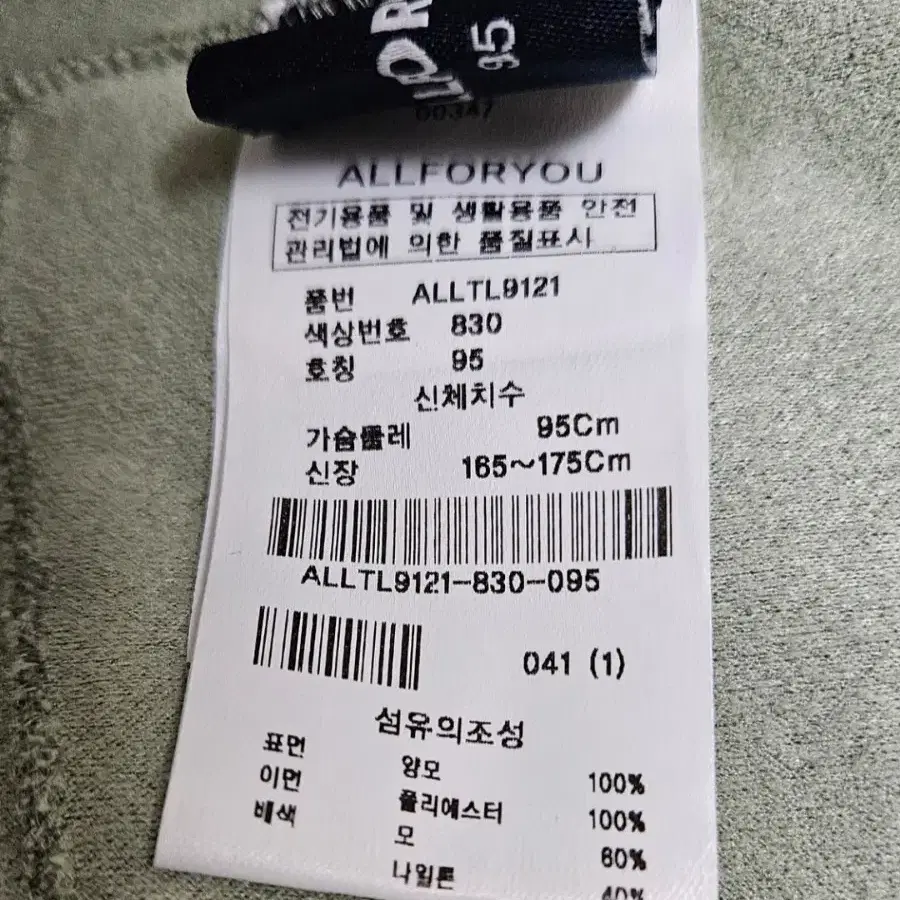 95
00347
ALLFORYOU
전기용품 및 생활용품 안전
관리법에 의한 품질표시
품번 ALLTL9121
색상번호 830
호칭 95
신체치수
가슴둘레 95Cm
신장 165~175Cm
ALLTL9121-830-095
041 (1)
섬유의조성
표면 양모 100%
이면 폴리에스터 100%
배색 모 60%
나일론 40%